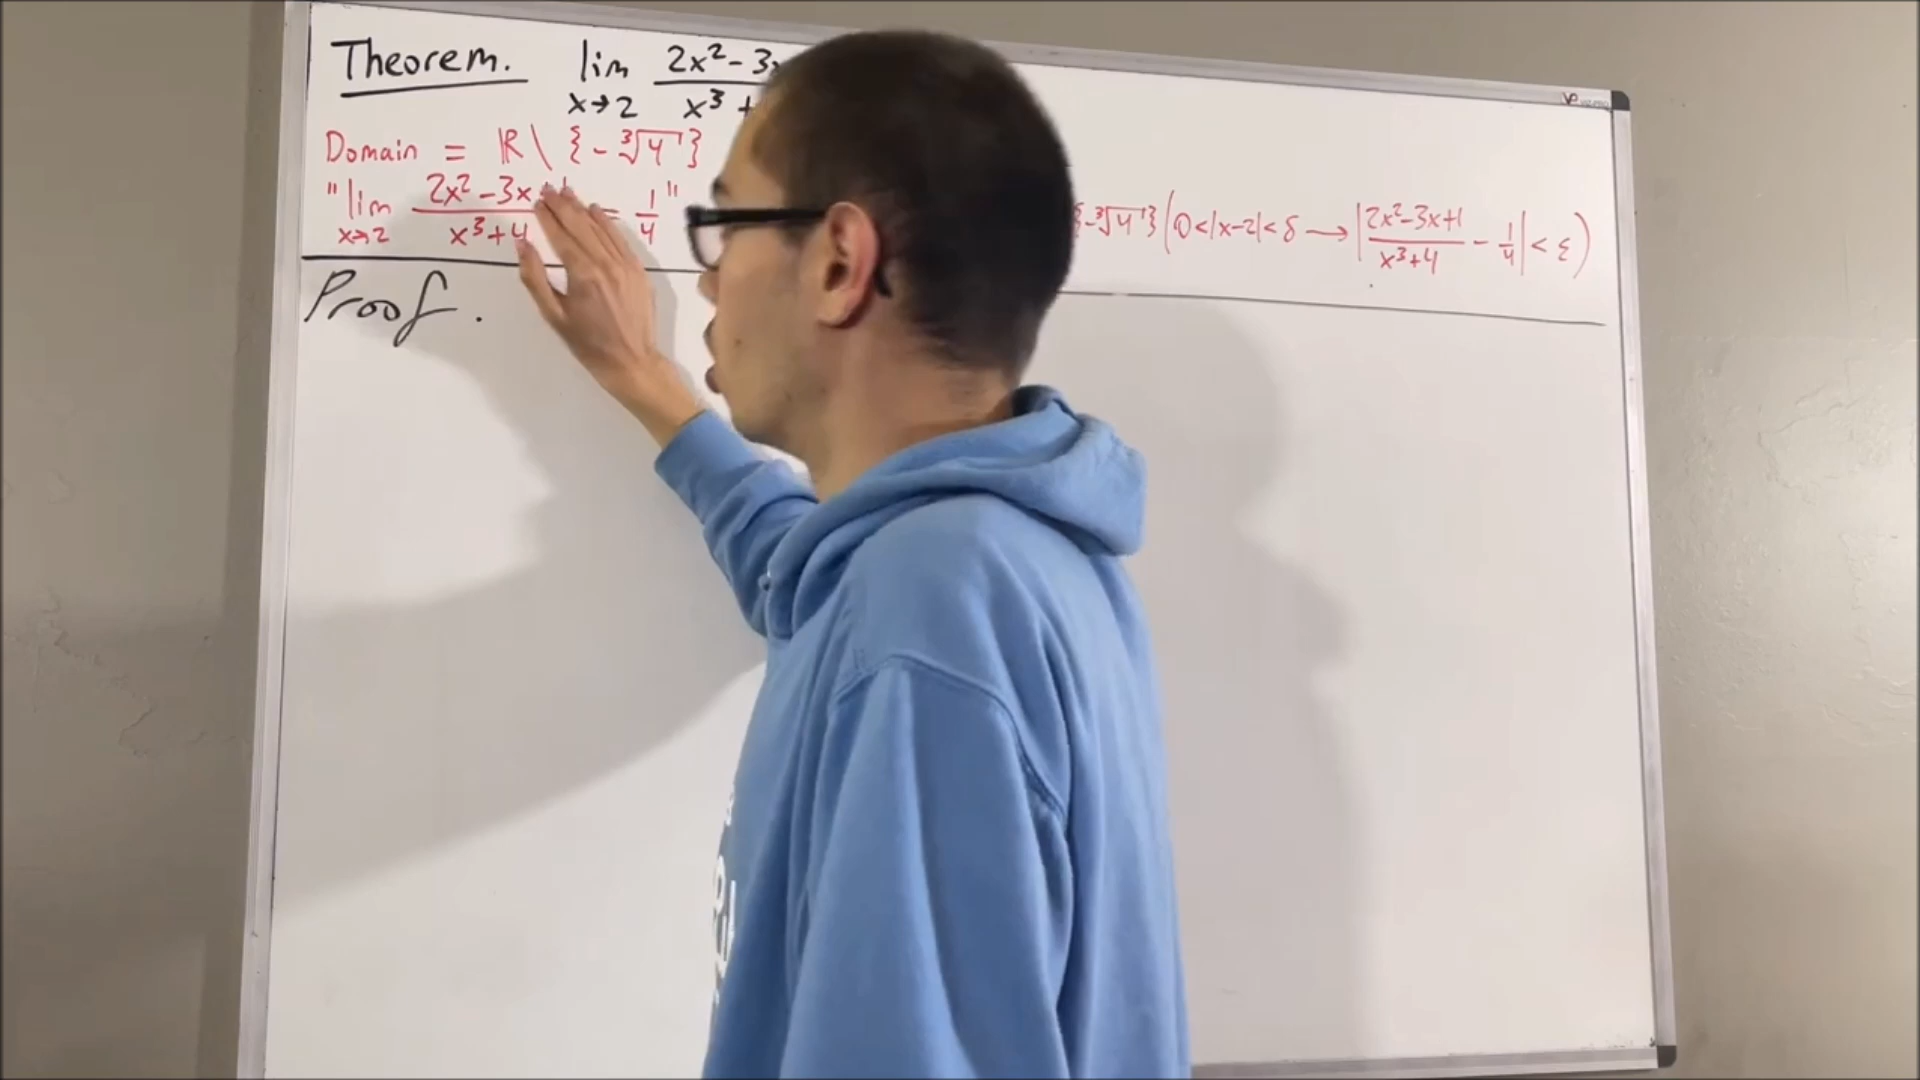 Theorem. lim x→2 2x² - 3x / x³ +
Domain = ℝ \ {-∛4}
"lim x→2 2x² - 3x + 1 / x³ + 4 = 1/4" {-∛4} (0 < |x-2| < δ → | 2x² - 3x + 1 / x³ + 4 - 1/4 | < ε)
Proof.